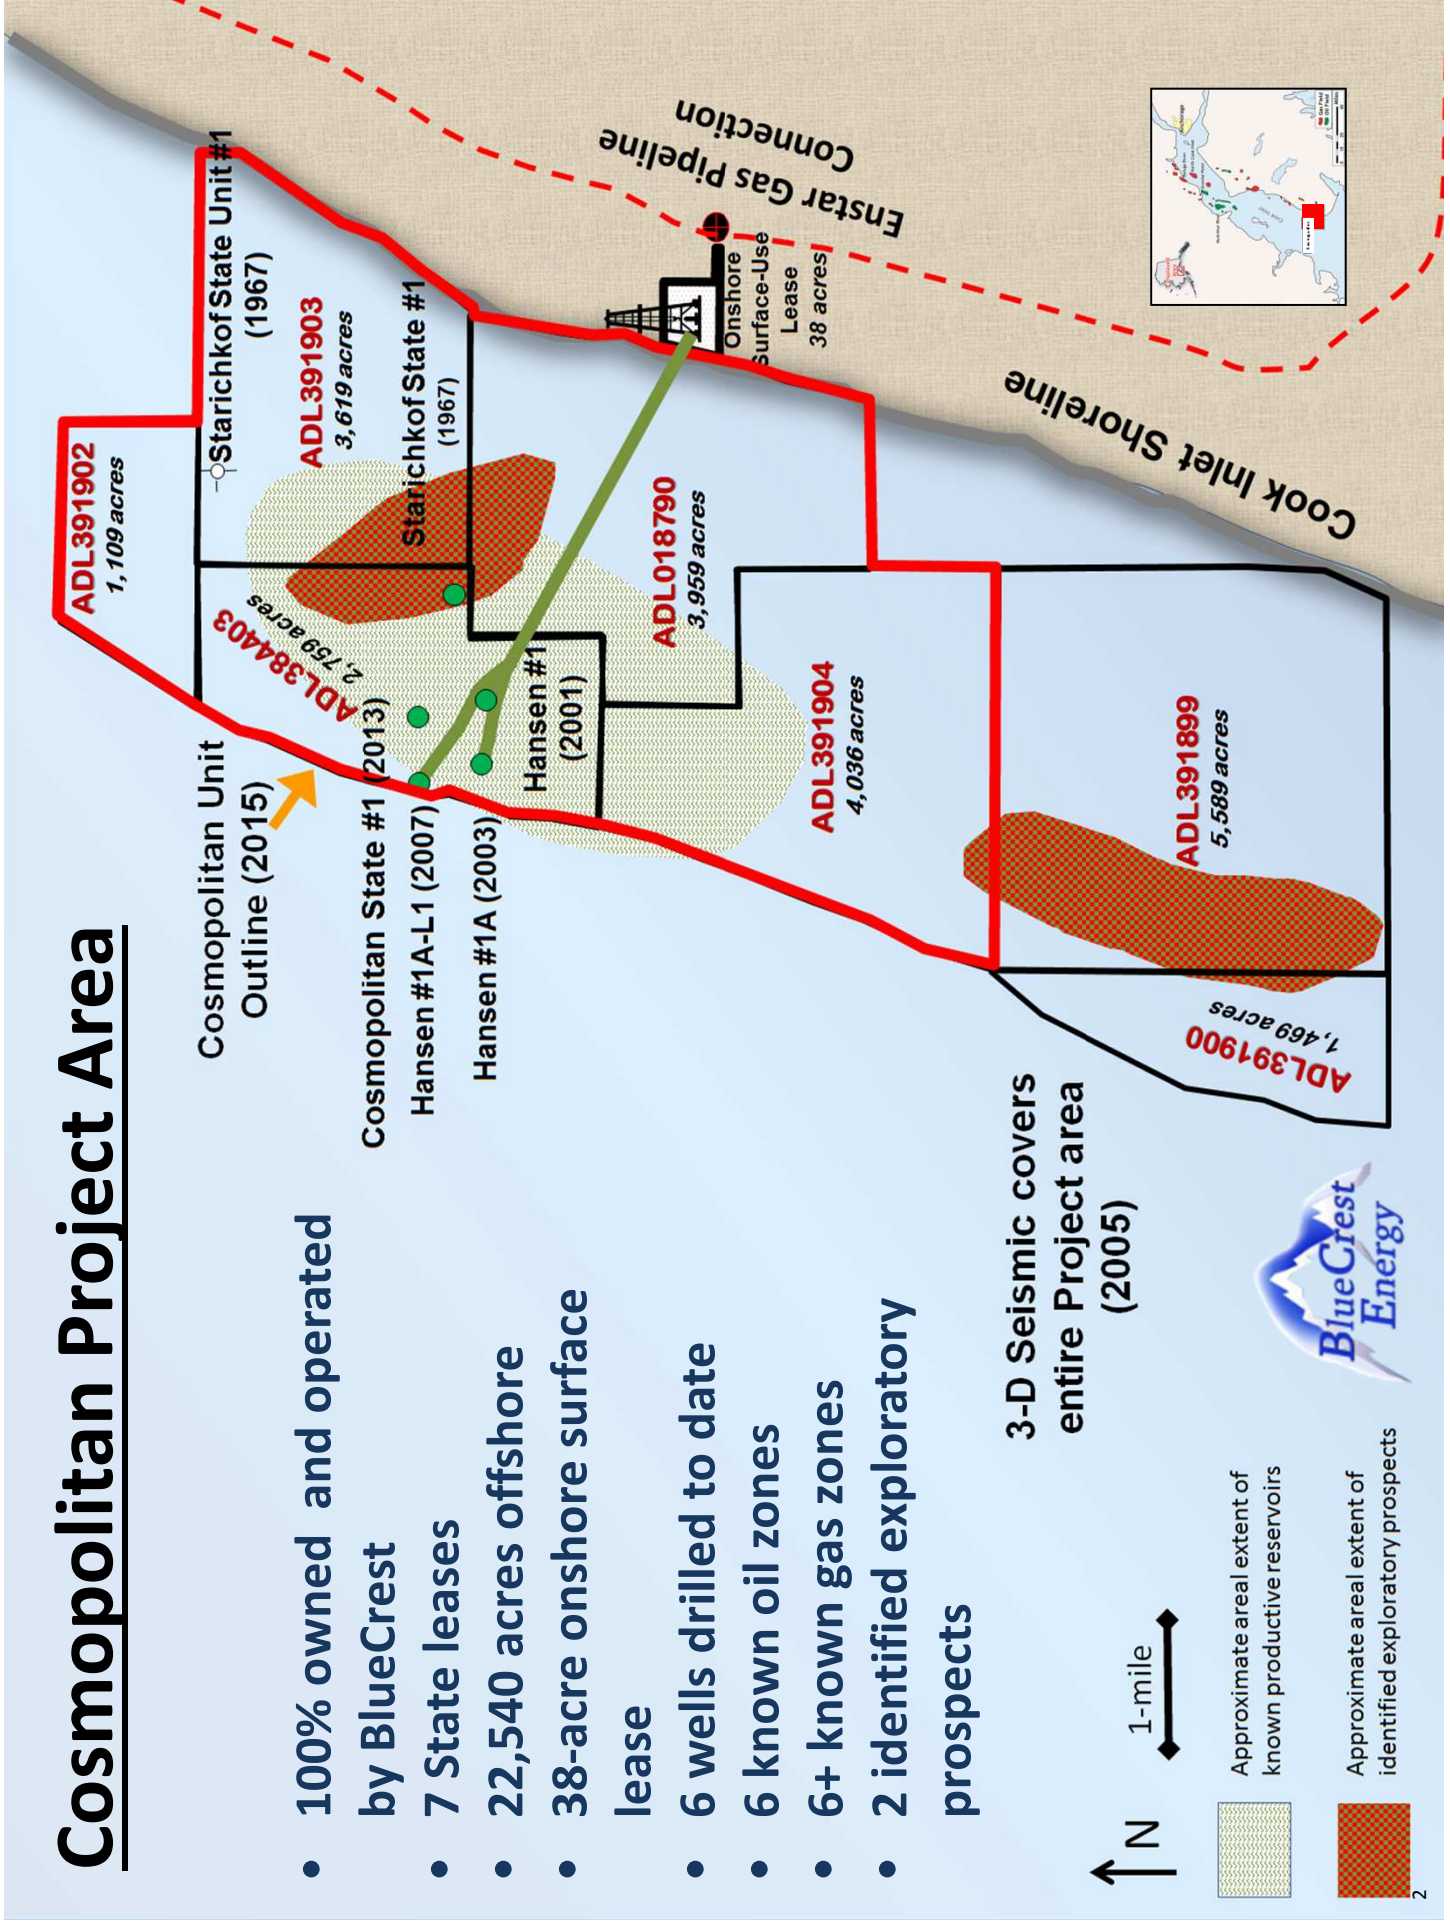 Cosmopolitan Project Area
• 100% owned and operated
by BlueCrest
• 7 State leases
• 22,540 acres offshore
• 38-acre onshore surface
lease
• 6 wells drilled to date
• 6 known oil zones
• 6+ known gas zones
• 2 identified exploratory
prospects
Cosmopolitan Unit
Outline (2015)
Cosmopolitan State #1 (2013)
Hansen #1A-L1 (2007)
Hansen #1A (2003)
Hansen #1
(2001)
ADL391902
1,109 acres
ADL384403
2,759 acres
Starichkof State Unit #1
(1967)
ADL391903
3,619 acres
Starichkof State #1
(1967)
ADL018790
3,959 acres
ADL391904
4,036 acres
ADL391899
5,589 acres
ADL391900
1,469 acres
Onshore
Surface-Use
Lease
38 acres
Enstar Gas Pipeline
Connection
Cook Inlet Shoreline
3-D Seismic covers
entire Project area
(2005)
1-mile
N
Approximate areal extent of
known productive reservoirs
Approximate areal extent of
identified exploratory prospects
BlueCrest
Energy
Anchorage
Gas Field
Oil Field
Miles
2